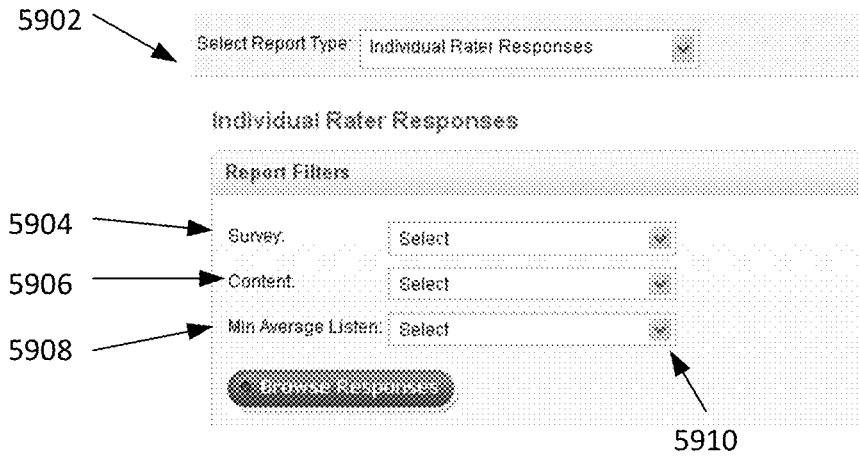 5902
Select Report Type: Individual Rater Responses
Individual Rater Responses
Report Filters
5904
Survey: Select
5906
Content: Select
Min Average Listen: Select
5908
Browse Responses
5910